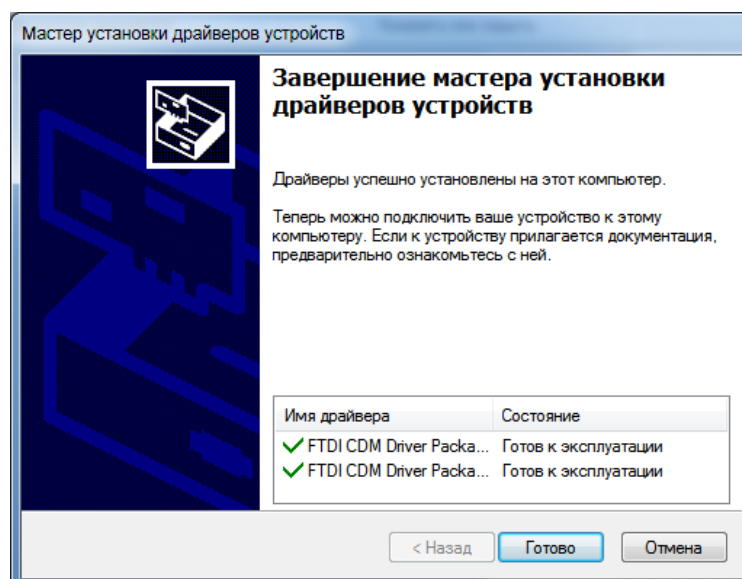 Мастер установки драйверов устройств
Завершение мастера установки
драйверов устройств
Драйверы успешно установлены на этот компьютер.
Теперь можно подключить ваше устройство к этому
компьютеру. Если к устройству прилагается документация,
предварительно ознакомьтесь с ней.
Имя драйвера Состояние
FTDI CDM Driver Packa... Готов к эксплуатации
FTDI CDM Driver Packa... Готов к эксплуатации
< Назад Готово Отмена